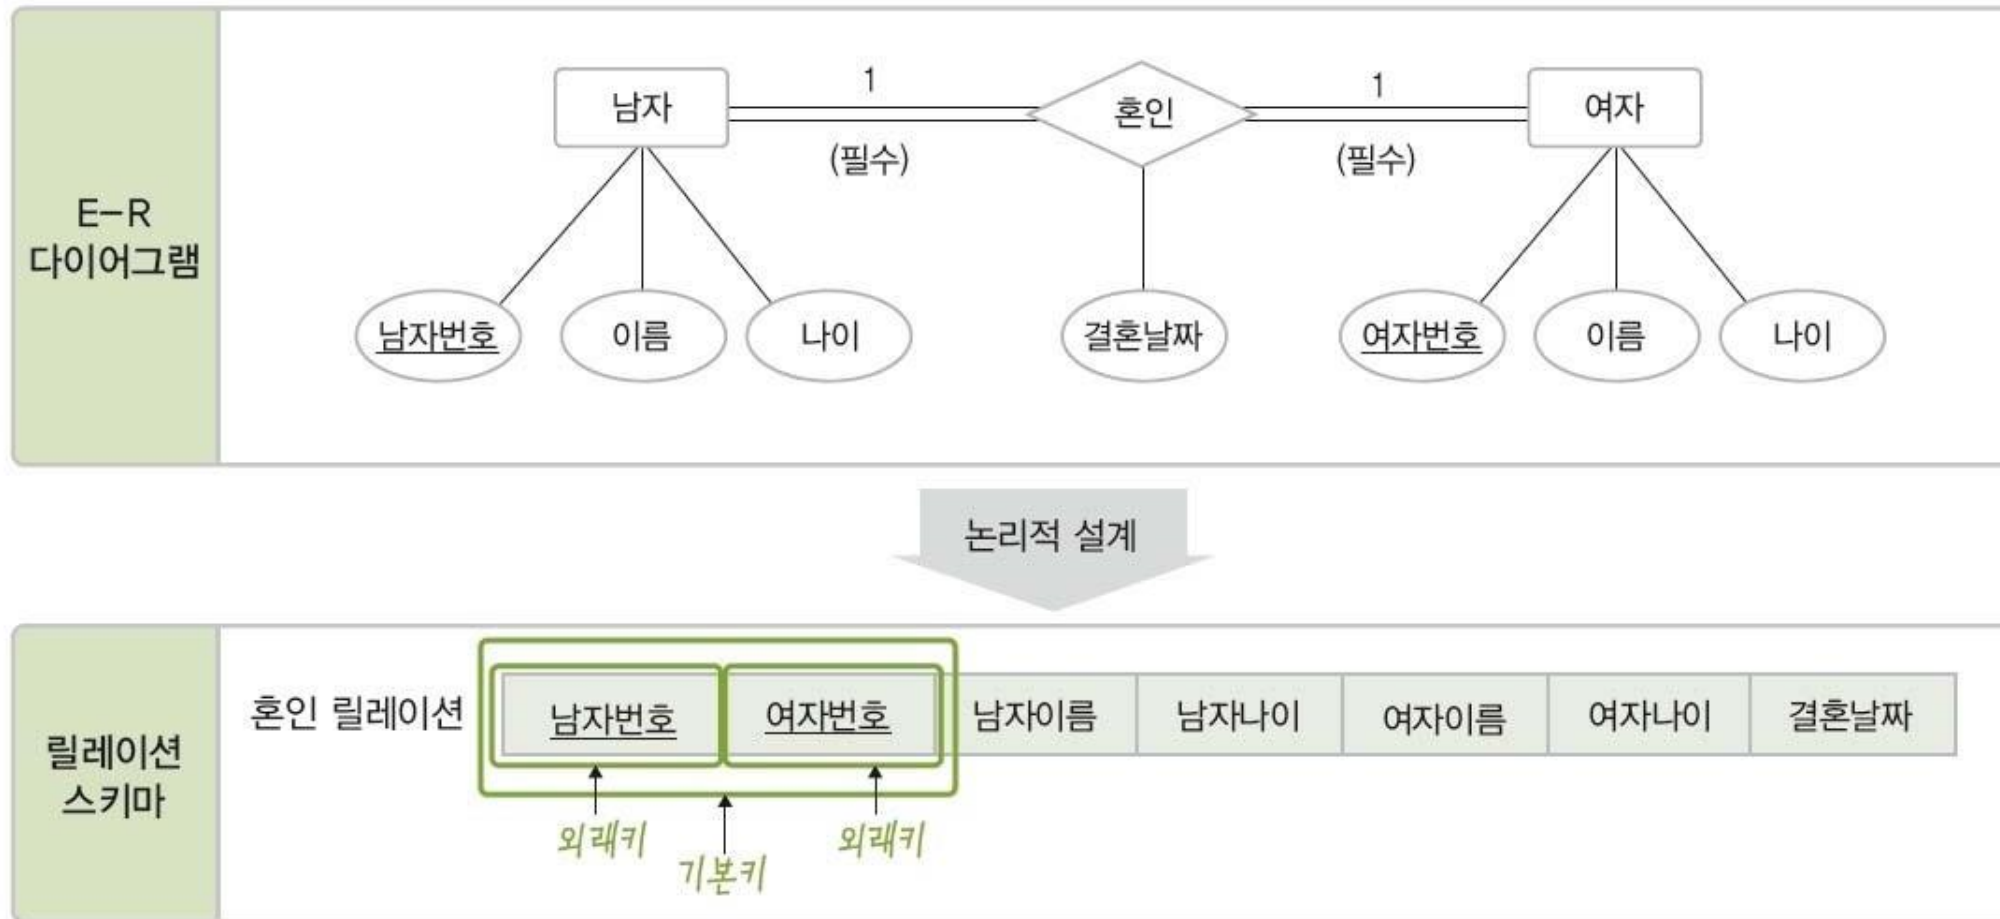 E-R
다이어그램
남자
1
(필수)
혼인
1
(필수)
여자
남자번호
이름
나이
결혼날짜
여자번호
이름
나이
논리적 설계
릴레이션
스키마
혼인 릴레이션
남자번호
여자번호
남자이름
남자나이
여자이름
여자나이
결혼날짜
외래키
기본키
외래키